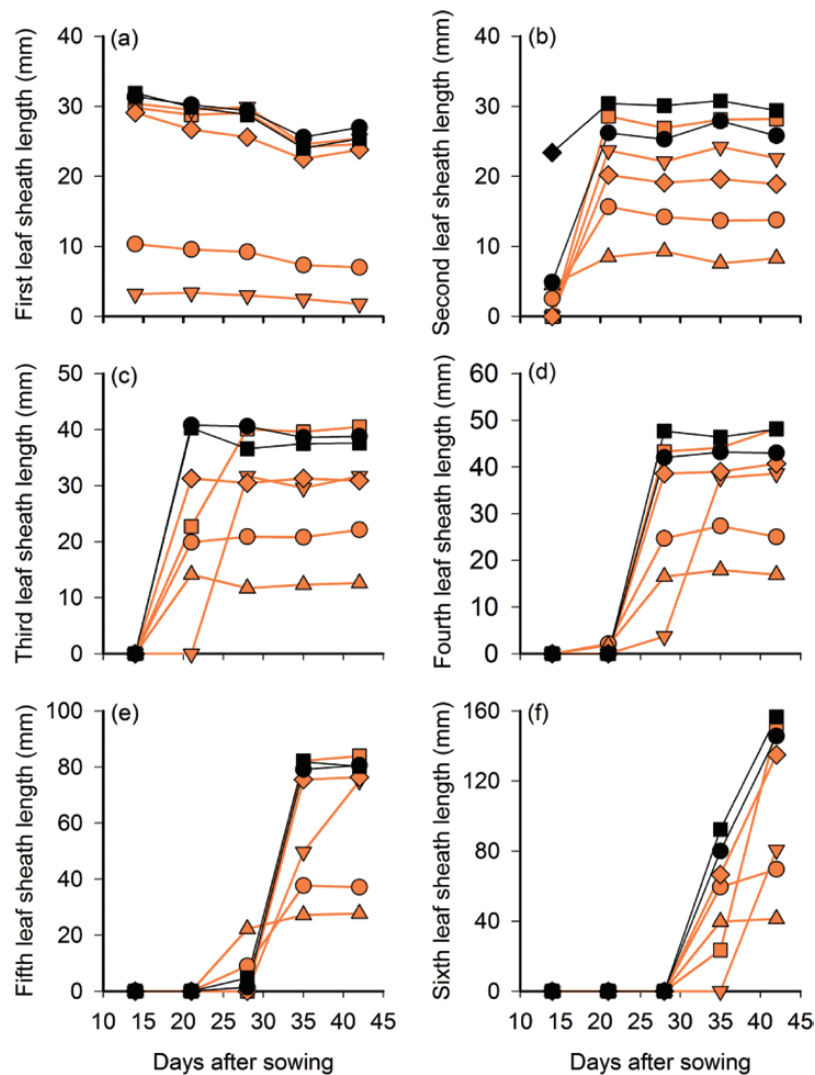 (a)
First leaf sheath length (mm)
40
30
20
10
0
(b)
Second leaf sheath length (mm)
40
30
20
10
0
(c)
Third leaf sheath length (mm)
50
40
30
20
10
0
(d)
Fourth leaf sheath length (mm)
60
50
40
30
20
10
0
(e)
Fifth leaf sheath length (mm)
100
80
60
40
20
0
10 15 20 25 30 35 40 45
Days after sowing
(f)
Sixth leaf sheath length (mm)
160
120
80
40
0
10 15 20 25 30 35 40 45
Days after sowing